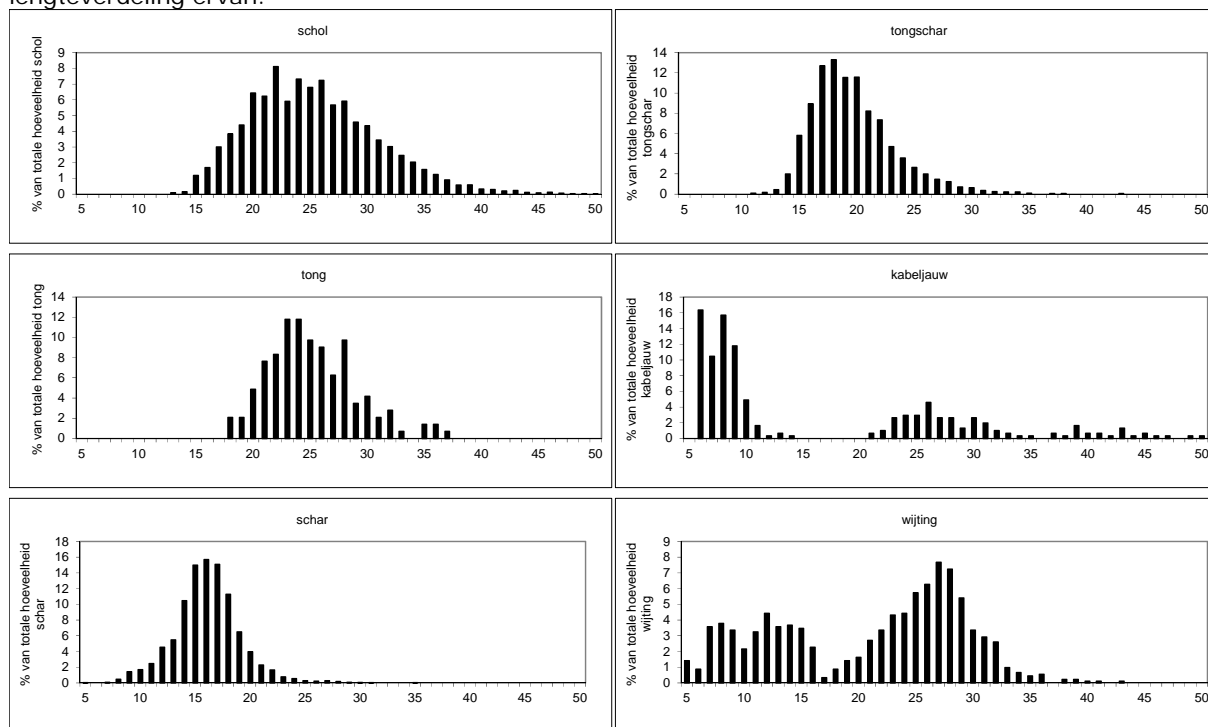 lengteverdeling ervan.
schol
% van totale hoeveelheid schol
9
8
7
6
5
4
3
2
1
0
5 10 15 20 25 30 35 40 45 50
tongschar
% van totale hoeveelheid
tongschar
14
12
10
8
6
4
2
0
5 10 15 20 25 30 35 40 45 50
tong
% van totale hoeveelheid tong
14
12
10
8
6
4
2
0
5 10 15 20 25 30 35 40 45 50
kabeljauw
% van totale hoeveelheid
kabeljauw
18
16
14
12
10
8
6
4
2
0
5 10 15 20 25 30 35 40 45 50
schar
% van totale hoeveelheid
schar
18
16
14
12
10
8
6
4
2
0
5 10 15 20 25 30 35 40 45 50
wijting
% van totale hoeveelheid
wijting
9
8
7
6
5
4
3
2
1
0
5 10 15 20 25 30 35 40 45 50